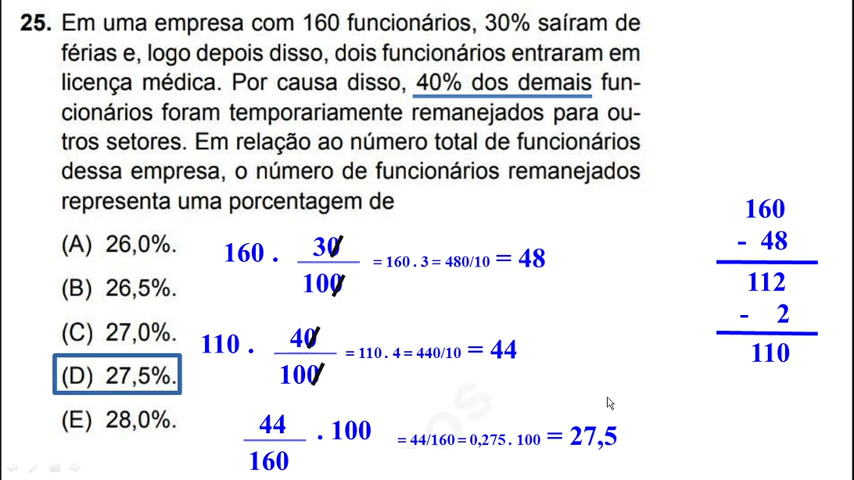 25. Em uma empresa com 160 funcionários, 30% saíram de
férias e, logo depois disso, dois funcionários entraram em
licença médica. Por causa disso, 40% dos demais fun-
cionários foram temporariamente remanejados para ou-
tros setores. Em relação ao número total de funcionários
dessa empresa, o número de funcionários remanejados
representa uma porcentagem de
(A) 26,0%.
(B) 26,5%.
(C) 27,0%.
(D) 27,5%.
(E) 28,0%.
160 . 30
100
= 160 . 3 = 480/10 = 48
110 . 40
100
= 110 . 4 = 440/10 = 44
44
160
. 100
= 44/160 = 0,275 . 100 = 27,5
160
- 48
112
- 2
110